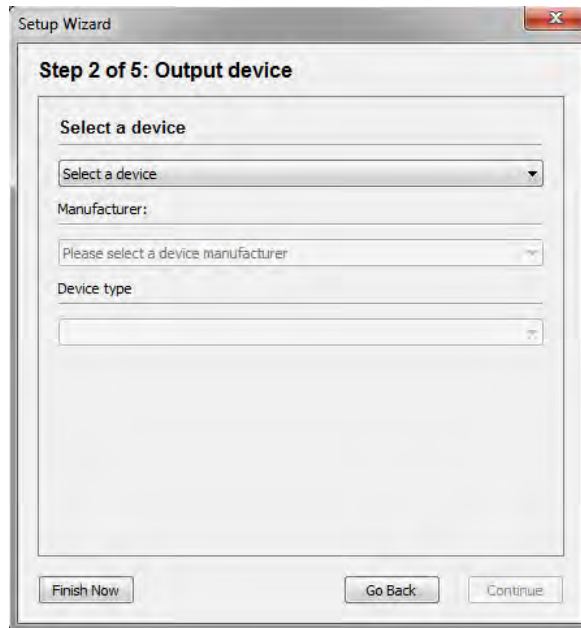 Setup Wizard
Step 2 of 5: Output device
Select a device
Select a device
Manufacturer:
Please select a device manufacturer
Device type
Finish Now
Go Back
Continue